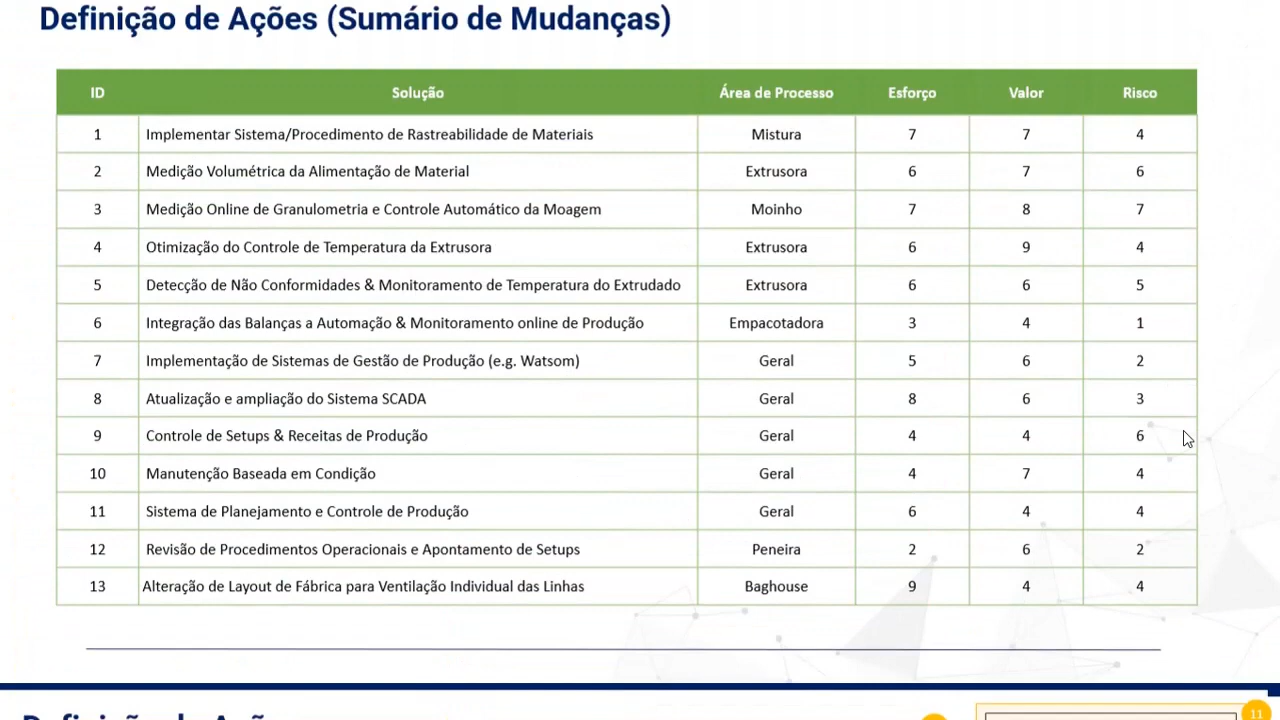 Definição de Ações (Sumário de Mudanças)
ID Solução Área de Processo Esforço Valor Risco
1 Implementar Sistema/Procedimento de Rastreabilidade de Materiais Mistura 7 7 4
2 Medição Volumétrica da Alimentação de Material Extrusora 6 7 6
3 Medição Online de Granulometria e Controle Automático da Moagem Moinho 7 8 7
4 Otimização do Controle de Temperatura da Extrusora Extrusora 6 9 4
5 Detecção de Não Conformidades & Monitoramento de Temperatura do Extrudado Extrusora 6 6 5
6 Integração das Balanças a Automação & Monitoramento online de Produção Empacotadora 3 4 1
7 Implementação de Sistemas de Gestão de Produção (e.g. Watsom) Geral 5 6 2
8 Atualização e ampliação do Sistema SCADA Geral 8 6 3
9 Controle de Setups & Receitas de Produção Geral 4 4 6
10 Manutenção Baseada em Condição Geral 4 7 4
11 Sistema de Planejamento e Controle de Produção Geral 6 4 4
12 Revisão de Procedimentos Operacionais e Apontamento de Setups Peneira 2 6 2
13 Alteração de Layout de Fábrica para Ventilação Individual das Linhas Baghouse 9 4 4
Definição de Ações
11